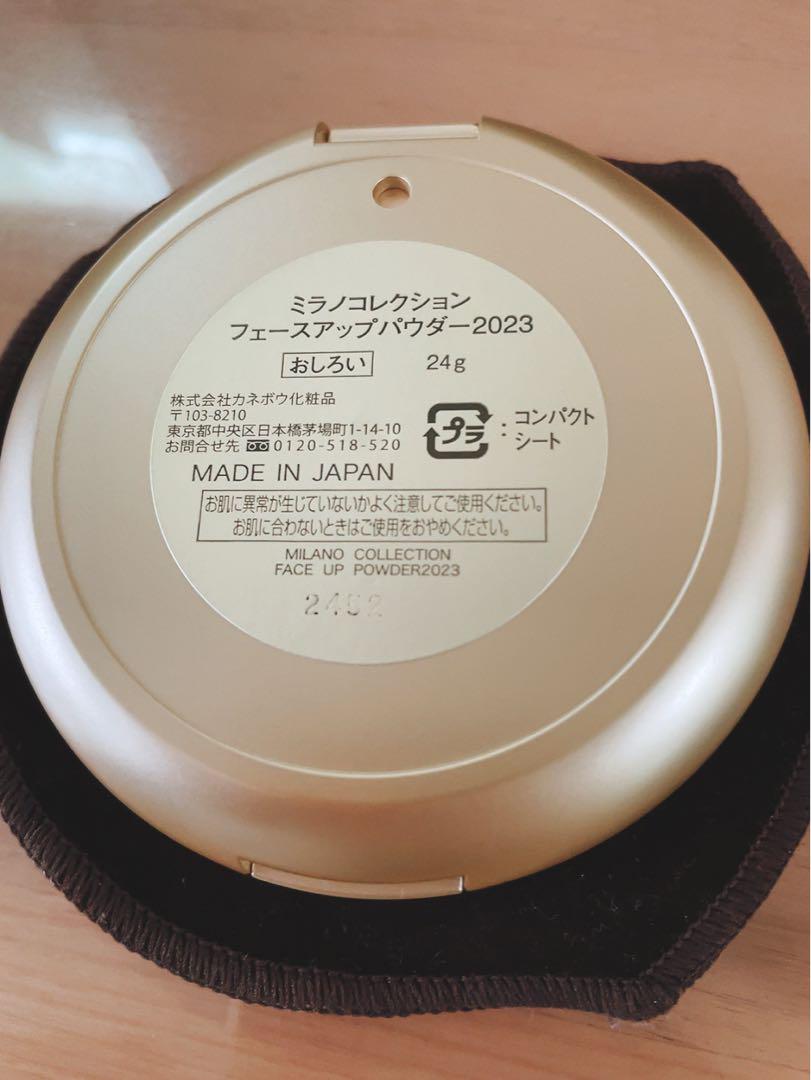 ミラノコレクション
フェースアップパウダー2023
おしろい 24g
株式会社カネボウ化粧品
〒103-8210
東京都中央区日本橋茅場町1-14-10
お問合せ先 0120-518-520
プラ : コンパクト
シート
MADE IN JAPAN
お肌に異常が生じていないかよく注意してご使用ください。
お肌に合わないときはご使用をおやめください。
MILANO COLLECTION
FACE UP POWDER2023